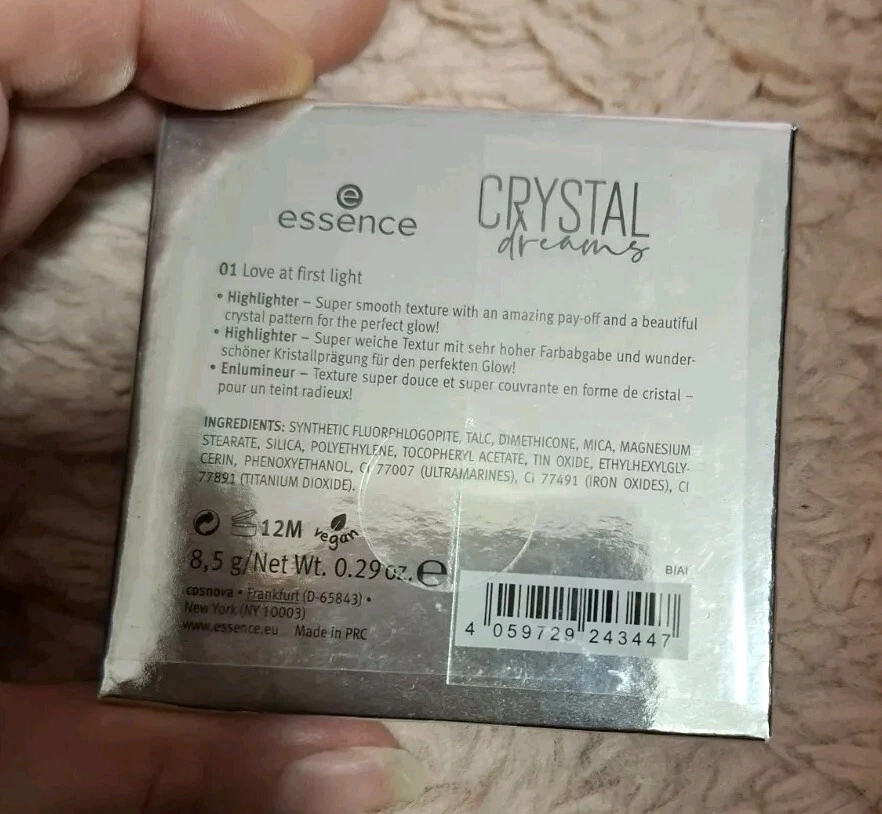 e
essence
CRYSTAL
dreams
01 Love at first light
• Highlighter – Super smooth texture with an amazing pay-off and a beautiful
crystal pattern for the perfect glow!
• Highlighter – Super weiche Textur mit sehr hoher Farbabgabe und wunder-
schöner Kristallprägung für den perfekten Glow!
• Enlumineur – Texture super douce et super couvrante en forme de cristal –
pour un teint radieux!
INGREDIENTS: SYNTHETIC FLUORPHLOGOPITE, TALC, DIMETHICONE, MICA, MAGNESIUM
STEARATE, SILICA, POLYETHYLENE, TOCOPHERYL ACETATE, TIN OXIDE, ETHYLHEXYLGLY-
CERIN, PHENOXYETHANOL, CI 77007 (ULTRAMARINES), CI 77491 (IRON OXIDES), CI
77891 (TITANIUM DIOXIDE).
12M vegan
8,5 g/Net Wt. 0.29 oz. e
cosnova • Frankfurt (D-65843) •
New York (NY 10003)
www.essence.eu Made in PRC
BIAI
4 059729 243447